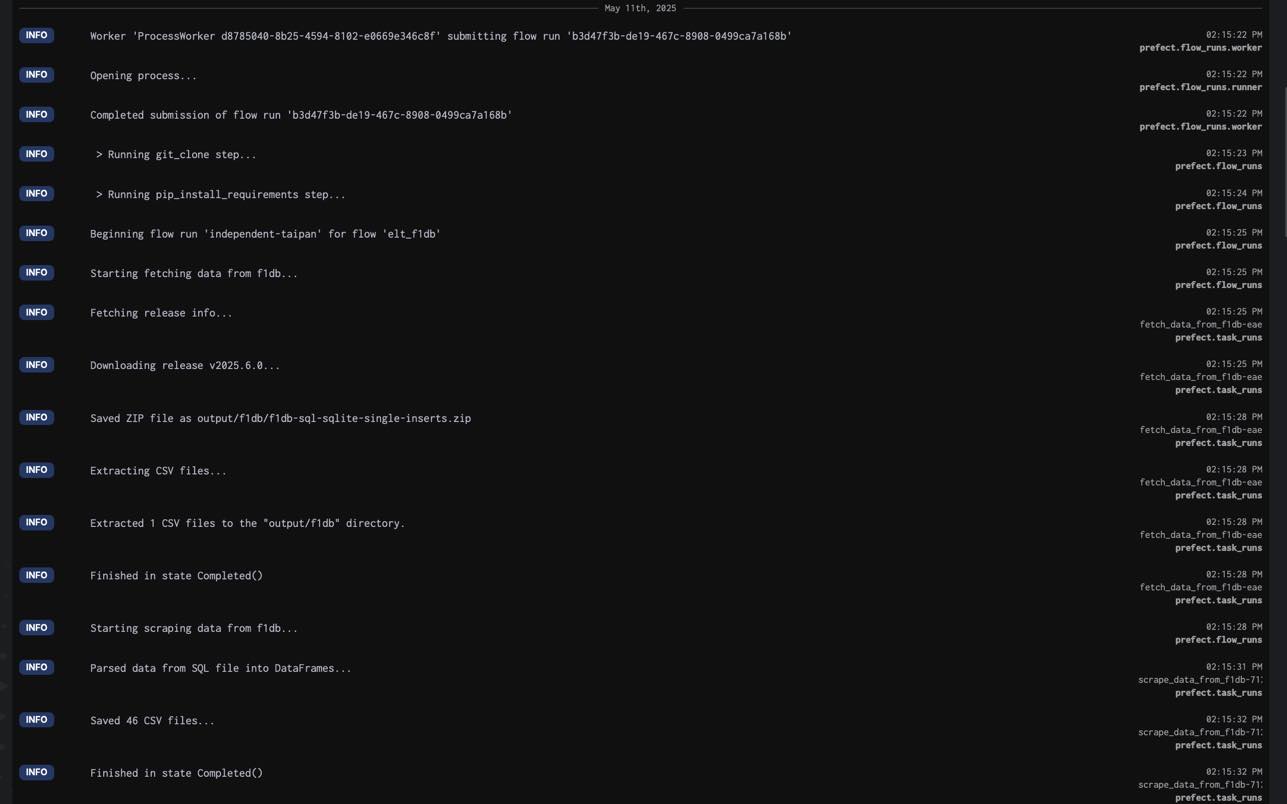 May 11th, 2025
INFO Worker 'ProcessWorker d8785040-8b25-4594-8102-e0669e346c8f' submitting flow run 'b3d47f3b-de19-467c-8908-0499ca7a168b' 02:15:22 PM
prefect.flow_runs.worker
INFO Opening process... 02:15:22 PM
prefect.flow_runs.runner
INFO Completed submission of flow run 'b3d47f3b-de19-467c-8908-0499ca7a168b' 02:15:22 PM
prefect.flow_runs.worker
INFO > Running git_clone step... 02:15:23 PM
prefect.flow_runs
INFO > Running pip_install_requirements step... 02:15:24 PM
prefect.flow_runs
INFO Beginning flow run 'independent-taipan' for flow 'elt_f1db' 02:15:25 PM
prefect.flow_runs
INFO Starting fetching data from f1db... 02:15:25 PM
prefect.flow_runs
INFO Fetching release info... 02:15:25 PM
fetch_data_from_f1db-eae
prefect.task_runs
INFO Downloading release v2025.6.0... 02:15:25 PM
fetch_data_from_f1db-eae
prefect.task_runs
INFO Saved ZIP file as output/f1db/f1db-sql-sqlite-single-inserts.zip 02:15:28 PM
fetch_data_from_f1db-eae
prefect.task_runs
INFO Extracting CSV files... 02:15:28 PM
fetch_data_from_f1db-eae
prefect.task_runs
INFO Extracted 1 CSV files to the "output/f1db" directory. 02:15:28 PM
fetch_data_from_f1db-eae
prefect.task_runs
INFO Finished in state Completed() 02:15:28 PM
fetch_data_from_f1db-eae
prefect.task_runs
INFO Starting scraping data from f1db... 02:15:28 PM
prefect.flow_runs
INFO Parsed data from SQL file into DataFrames... 02:15:31 PM
scrape_data_from_f1db-71
prefect.task_runs
INFO Saved 46 CSV files... 02:15:32 PM
scrape_data_from_f1db-71
prefect.task_runs
INFO Finished in state Completed() 02:15:32 PM
scrape_data_from_f1db-71
prefect.task_runs